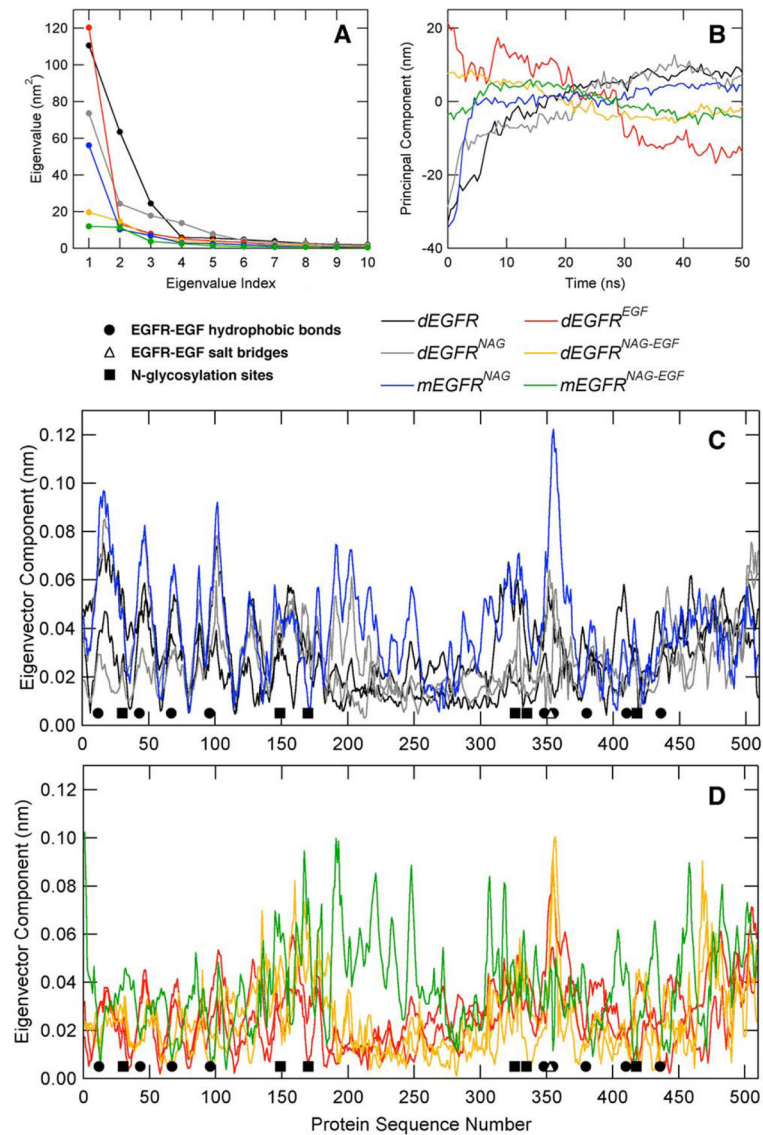 A
Eigenvalue (nm²)
120
100
80
60
40
20
0
1 2 3 4 5 6 7 8 9 10
Eigenvalue Index
B
Princinpal Component (nm)
20
0
-20
-40
0 10 20 30 40 50
Time (ns)
EGFR-EGF hydrophobic bonds
EGFR-EGF salt bridges
N-glycosylation sites
dEGFR
dEGFR^EGF
dEGFR^NAG
dEGFR^NAG-EGF
mEGFR^NAG
mEGFR^NAG-EGF
C
Eigenvector Component (nm)
0.12
0.10
0.08
0.06
0.04
0.02
0.00
0 50 100 150 200 250 300 350 400 450 500
D
Eigenvector Component (nm)
0.12
0.10
0.08
0.06
0.04
0.02
0.00
0 50 100 150 200 250 300 350 400 450 500
Protein Sequence Number